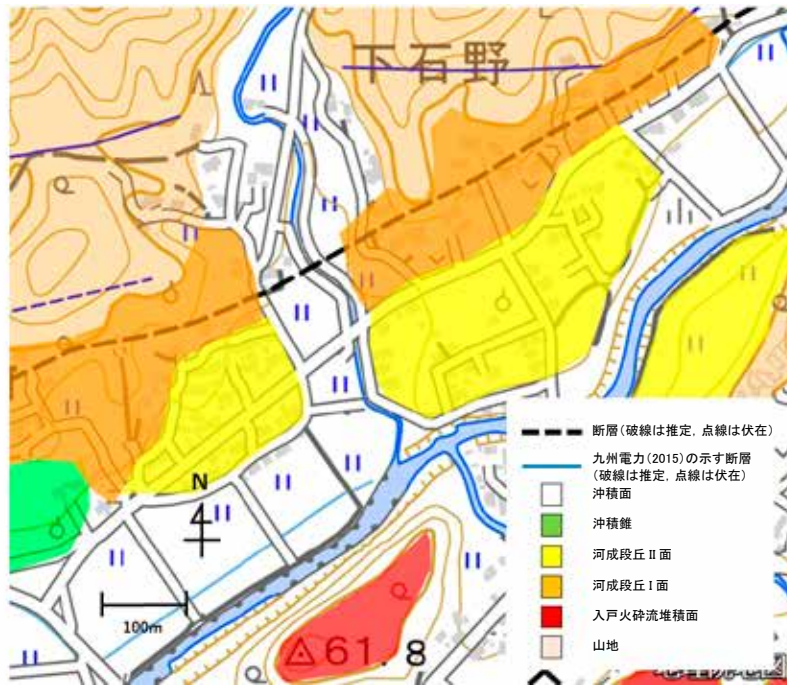 下石野
N
100m
61.8
断層(破線は推定, 点線は伏在)
九州電力(2015)の示す断層
(破線は推定, 点線は伏在)
沖積面
沖積錐
河成段丘Ⅱ面
河成段丘Ⅰ面
入戸火砕流堆積面
山地